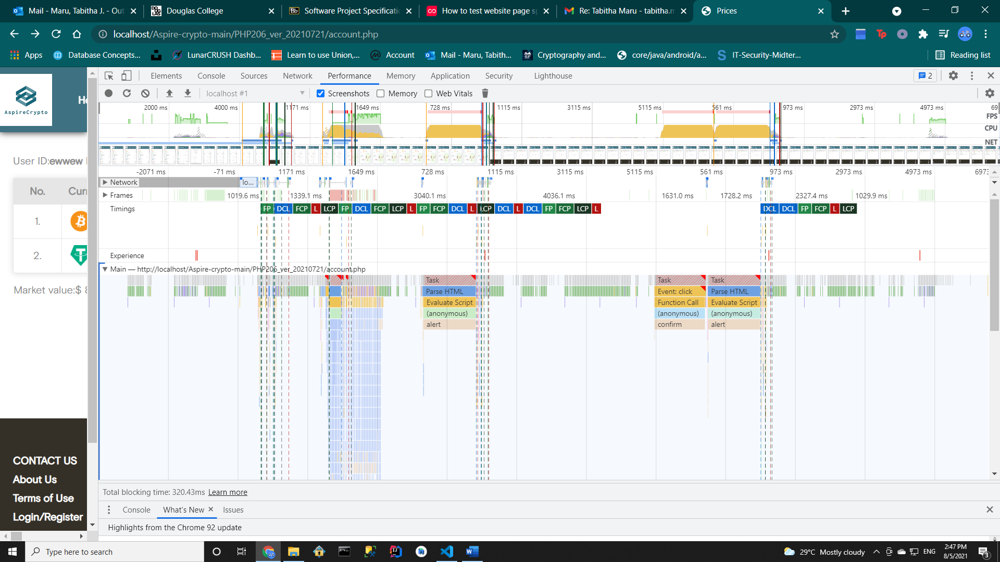 Mail - Maru, Tabitha J. - Out
Douglas College
Software Project Specificatio
How to test website page sp
Re: Tabitha Maru - tabitha.m
Prices
localhost/Aspire-crypto-main/PHP206_ver_20210721/account.php
Apps
Database Concepts...
LunarCRUSH Dashb...
Learn to use Union,...
Account
Mail - Maru, Tabith...
Cryptography and...
core/java/android/a...
IT-Security-Midter...
Reading list
AspireCrypto
Ho
User ID:ewwew
No. Curr
1.
2.
Market value:$ 8
CONTACT US
About Us
Terms of Use
Login/Register
Elements Console Sources Network Performance Memory Application Security Lighthouse 2
localhost #1 Screenshots Memory Web Vitals
2000 ms 4000 ms 1171 ms 1649 ms 728 ms 1115 ms 3115 ms 5115 ms 561 ms 973 ms 2973 ms 4973 ms 69
FPS
CPU
NET
-2071 ms -71 ms 1171 ms 1649 ms 728 ms 1115 ms 3115 ms 5115 ms 561 ms 973 ms 2973 ms 4973 ms 6973
Network lo...
Frames 1019.6 ms 1339.1 ms 3040.1 ms 4036.1 ms 1631.0 ms 1728.2 ms 2327.4 ms 1029.9 ms
Timings FP DCL FCP L LCP FP DCL FCP LCP L FP FCP DCL L LCP DCL L DCL FP FCP LCP L DCL DCL FP FCP L LCP
Experience
Main — http://localhost/Aspire-crypto-main/PHP206_ver_20210721/account.php
Task Task Task
Parse HTML Event: click Parse HTML
Evaluate Script Function Call Evaluate Script
(anonymous) (anonymous) (anonymous)
alert confirm alert
Total blocking time: 320.43ms Learn more
Console What's New Issues
Highlights from the Chrome 92 update
Type here to search
29°C Mostly cloudy
ENG
2:47 PM
8/5/2021
3